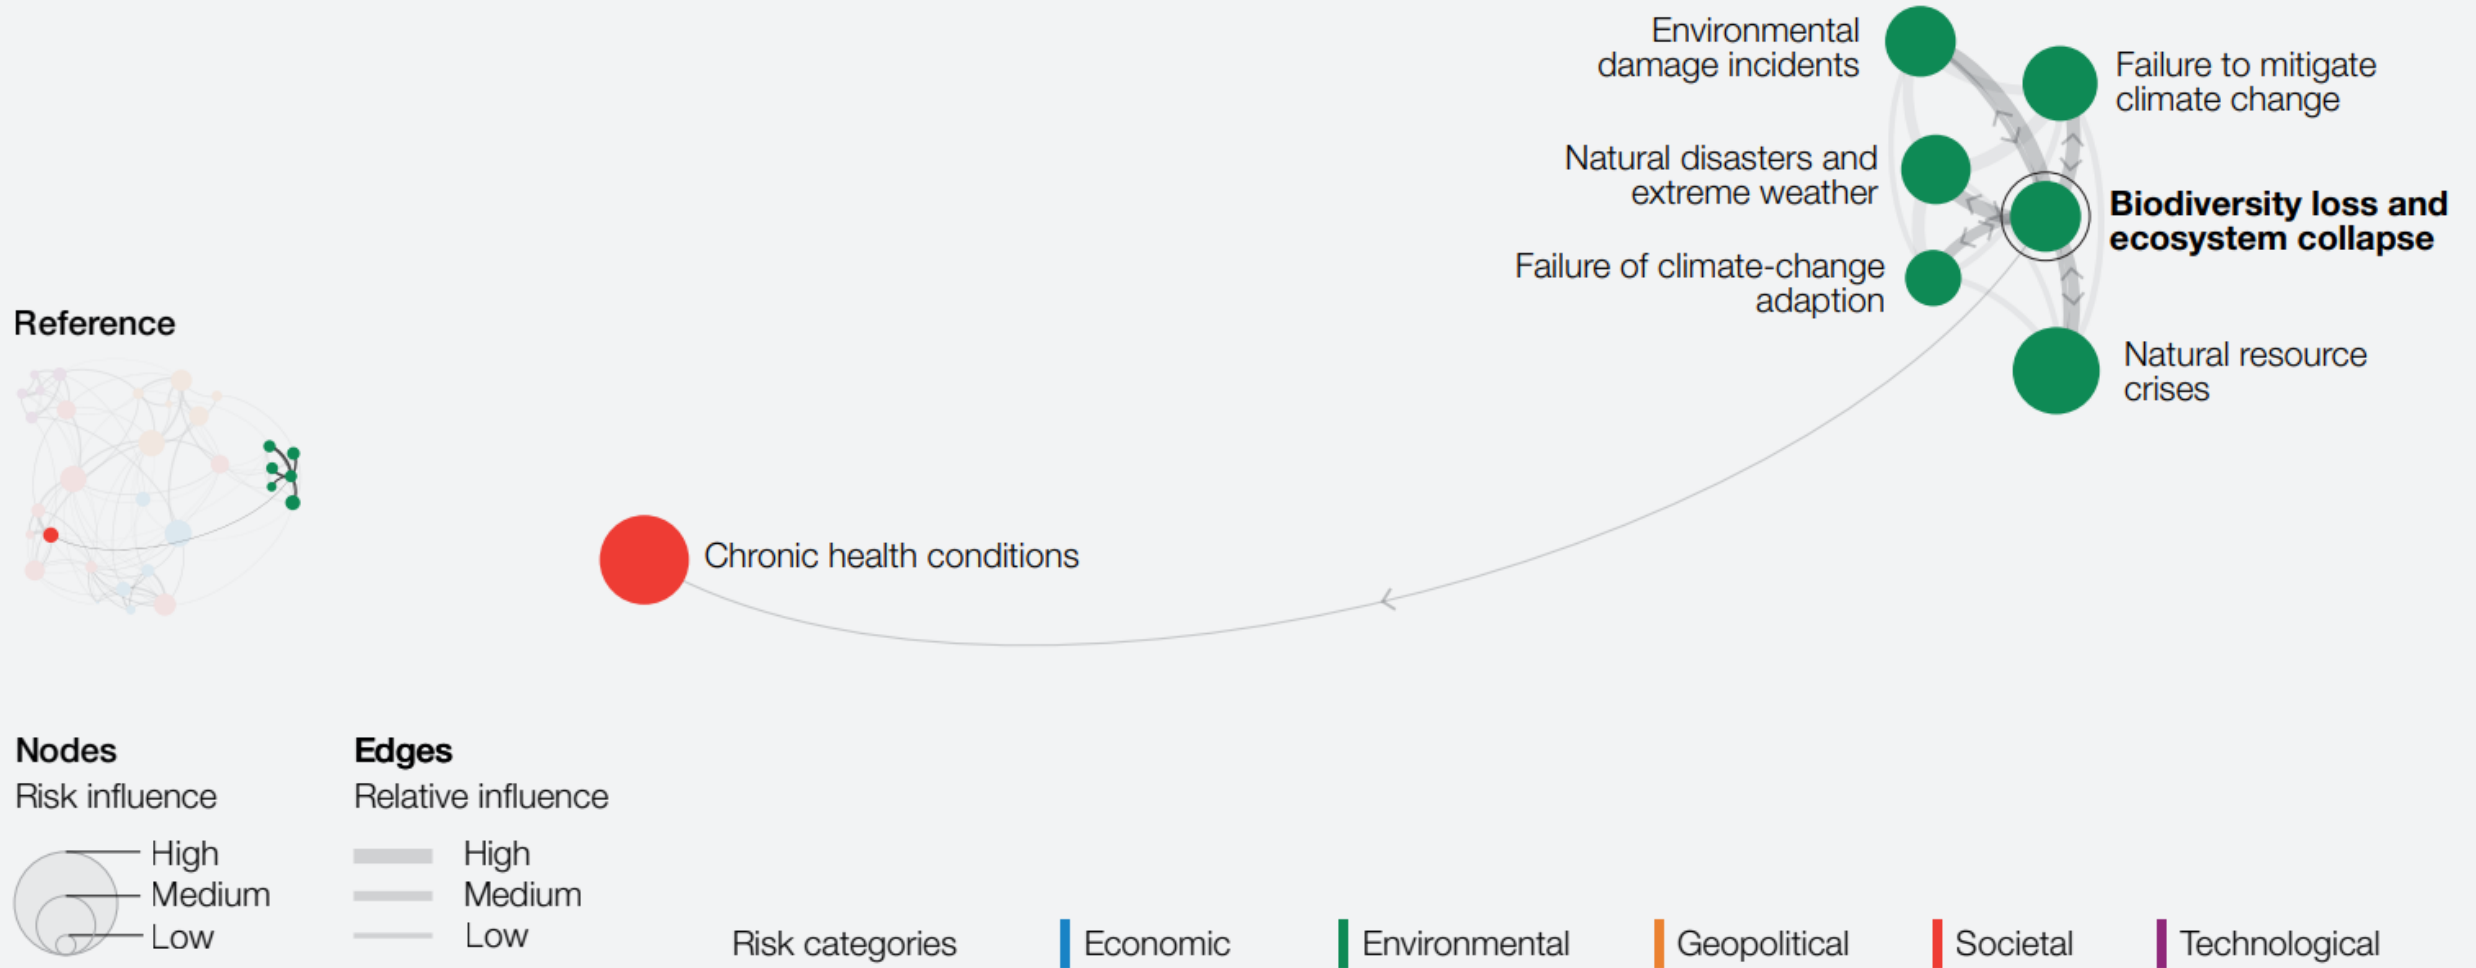 Environmental
damage incidents
Failure to mitigate
climate change
Natural disasters and
extreme weather
Biodiversity loss and
ecosystem collapse
Failure of climate-change
adaption
Natural resource
crises
Reference
Chronic health conditions
Nodes
Risk influence
High
Medium
Low
Edges
Relative influence
High
Medium
Low
Risk categories
Economic
Environmental
Geopolitical
Societal
Technological